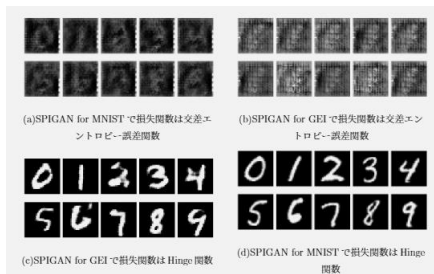 (a)SPIGAN for MNIST で損失関数は交差エ
ントロピー誤差関数
(b)SPIGAN for GEI で損失関数は交差エン
トロピー誤差関数
0 1 2 3 4
5 6 7 8 9
(c)SPIGAN for GEI で損失関数は Hinge 関数
0 1 2 3 4
5 6 7 8 9
(d)SPIGAN for MNIST で損失関数は Hinge
関数